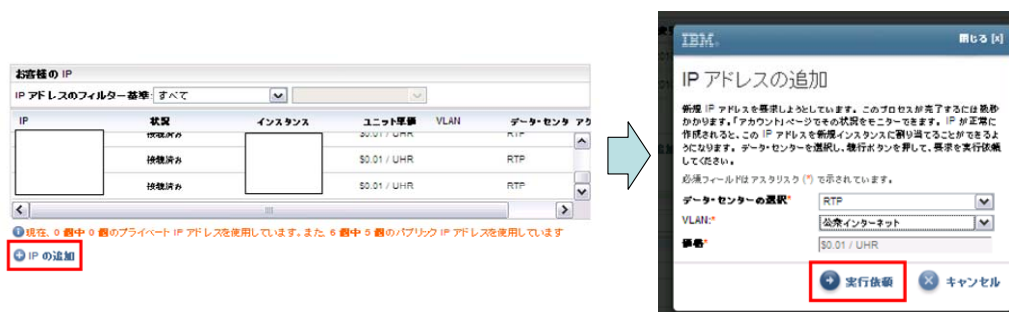 お客様の IP
IP アドレスのフィルター基準: すべて
IP 状況 インスタンス ユニット単価 VLAN データ・センタ アク
接続済み $0.01 / UHR RTP
接続済み $0.01 / UHR RTP
接続済み $0.01 / UHR RTP
現在、0 個中 0 個のプライベート IP アドレスを使用しています。また、6 個中 5 個のパブリック IP アドレスを使用しています
IP の追加
IBM.
閉じる [x]
IP アドレスの追加
新規 IP アドレスを要求しようとしています。このプロセスが完了するには数秒
かかります。「アカウント」ページでその状況をモニターできます。IP が正常に
作成されると、この IP アドレスを新規インスタンスに割り当てることができるよ
うになります。データ・センターを選択し、実行ボタンを押して、要求を実行依頼
してください。
必須フィールドはアスタリスク (*) で示されています。
データ・センターの選択* RTP
VLAN:* 公衆インターネット
価格* $0.01 / UHR
実行依頼 キャンセル